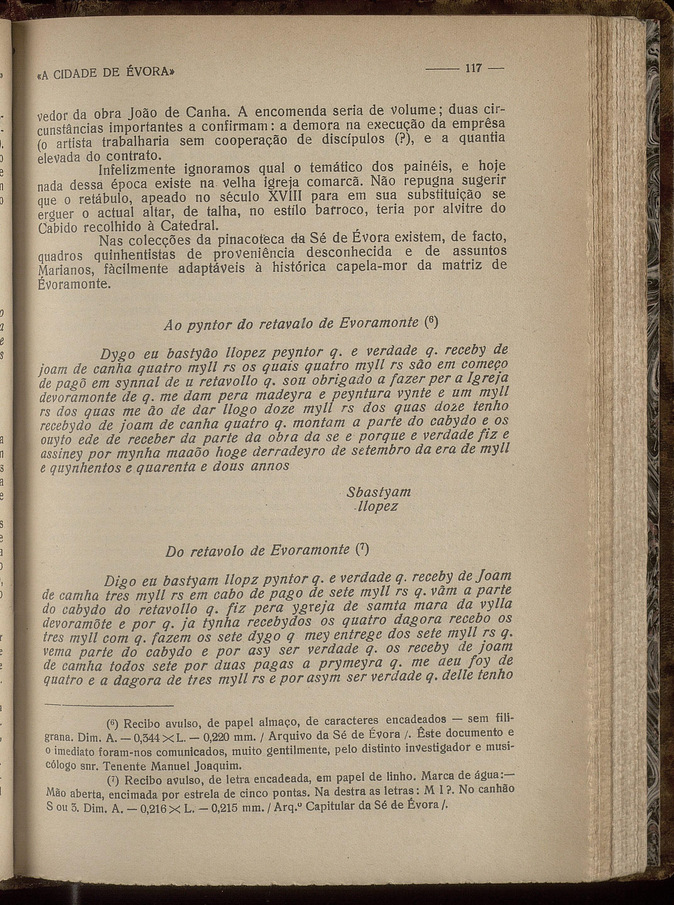 «A CIDADE DE ÉVORA» —— 117 —
vedor da obra João de Canha. A encomenda seria de volume; duas cir-
cunstâncias importantes a confirmam: a demora na execução da emprêsa
(o artista trabalharia sem cooperação de discípulos (?), e a quantia
elevada do contrato.
Infelizmente ignoramos qual o temático dos painéis, e hoje
nada dessa época existe na velha igreja comarcã. Não repugna sugerir
que o retábulo, apeado no século XVIII para em sua substituição se
erguer o actual altar, de talha, no estilo barroco, teria por alvitre do
Cabido recolhido à Catedral.
Nas colecções da pinacoteca da Sé de Évora existem, de facto,
quadros quinhentistas de proveniência desconhecida e de assuntos
Marianos, fàcilmente adaptáveis à histórica capela-mor da matriz de
Évoramonte.
Ao pyntor do retavalo de Evoramonte (⁶)
Dygo eu bastyão llopez peyntor q. e verdade q. receby de
joam de canha quatro myll rs os quais quatro myll rs são em começo
de pagõ em synnal de u retavollo q. sou obrigado a fazer per a Igreja
devoramonte de q. me dam pera madeyra e peyntura vynte e um myll
rs dos quas me ão de dar llogo doze myll rs dos quas doze tenho
recebydo de joam de canha quatro q. montam a parte do cabydo e os
ouyto ede de receber da parte da obra da se e porque e verdade fiz e
assiney por mynha maaõo hoge derradeyro de setembro da era de myll
e quynhentos e quarenta e dous annos
Sbastyam
llopez
Do retavolo de Evoramonte (⁷)
Digo eu bastyam llopz pyntor q. e verdade q. receby de Joam
de camha tres myll rs em cabo de pago de sete myll rs q. vãm a parte
do cabydo do retavollo q. fiz pera ygreja de samta mara da vylla
devoramõte e por q. ja tynha recebydos os quatro dagora recebo os
tres myll com q. fazem os sete dygo q mey entrege dos sete myll rs q.
vema parte do cabydo e por asy ser verdade q. os receby de joam
de camha todos sete por duas pagas a prymeyra q. me deu foy de
quatro e a dagora de tres myll rs e por asym ser verdade q. delle tenho
(⁶) Recibo avulso, de papel almaço, de caracteres encadeados — sem fili-
grana. Dim. A. — 0,344 × L. — 0,220 mm. / Arquivo da Sé de Évora /. Êste documento e
o imediato foram-nos comunicados, muito gentilmente, pelo distinto investigador e musi-
cólogo snr. Tenente Manuel Joaquim.
(⁷) Recibo avulso, de letra encadeada, em papel de linho. Marca de água:—
Mão aberta, encimada por estrela de cinco pontas. Na destra as letras: M l ?. No canhão
S ou 3. Dim. A. — 0,216 × L. — 0,215 mm. / Arq.º Capitular da Sé de Évora /.